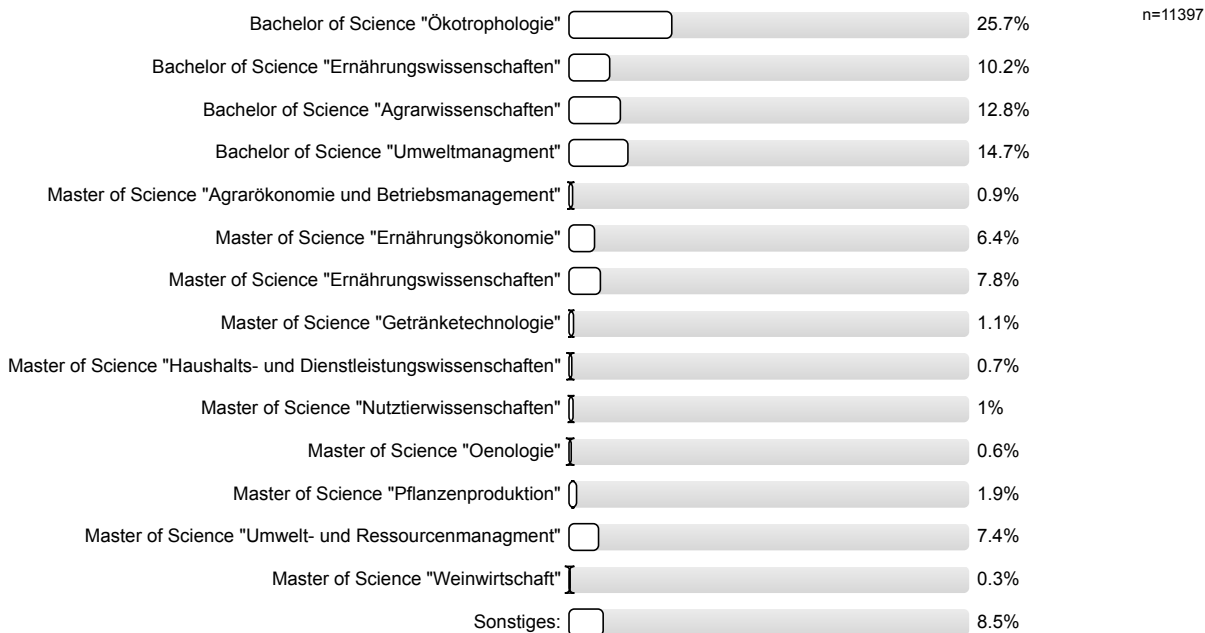 n=11397
Bachelor of Science "Ökotrophologie" 25.7%
Bachelor of Science "Ernährungswissenschaften" 10.2%
Bachelor of Science "Agrarwissenschaften" 12.8%
Bachelor of Science "Umweltmanagment" 14.7%
Master of Science "Agrarökonomie und Betriebsmanagement" 0.9%
Master of Science "Ernährungsökonomie" 6.4%
Master of Science "Ernährungswissenschaften" 7.8%
Master of Science "Getränketechnologie" 1.1%
Master of Science "Haushalts- und Dienstleistungswissenschaften" 0.7%
Master of Science "Nutztierwissenschaften" 1%
Master of Science "Oenologie" 0.6%
Master of Science "Pflanzenproduktion" 1.9%
Master of Science "Umwelt- und Ressourcenmanagment" 7.4%
Master of Science "Weinwirtschaft" 0.3%
Sonstiges: 8.5%